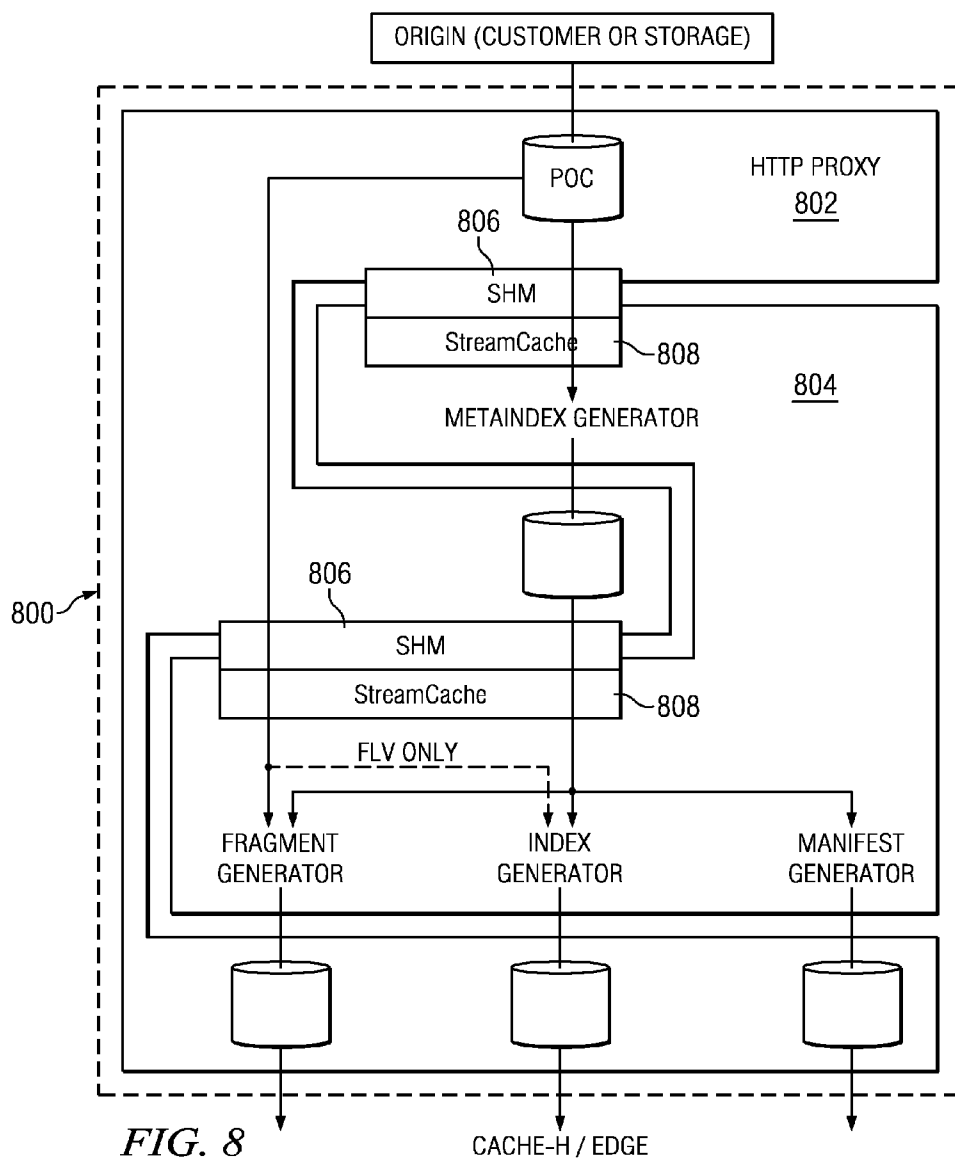 ORIGIN (CUSTOMER OR STORAGE)
POC
HTTP PROXY
802
806
SHM
StreamCache
808
804
METAINDEX GENERATOR
800
806
SHM
StreamCache
808
FLV ONLY
FRAGMENT
GENERATOR
INDEX
GENERATOR
MANIFEST
GENERATOR
FIG. 8
CACHE-H / EDGE